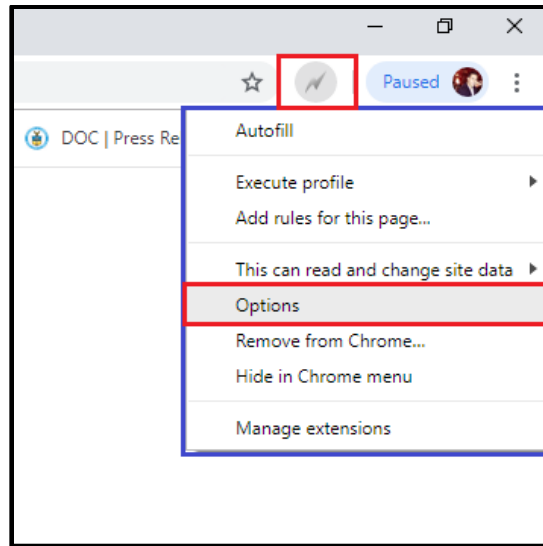 Paused
DOC | Press Re
Autofill
Execute profile
Add rules for this page...
This can read and change site data
Options
Remove from Chrome...
Hide in Chrome menu
Manage extensions